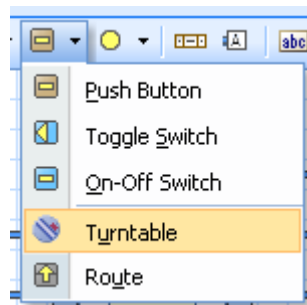 A
abc
Push Button
Toggle Switch
On-Off Switch
Turntable
Route